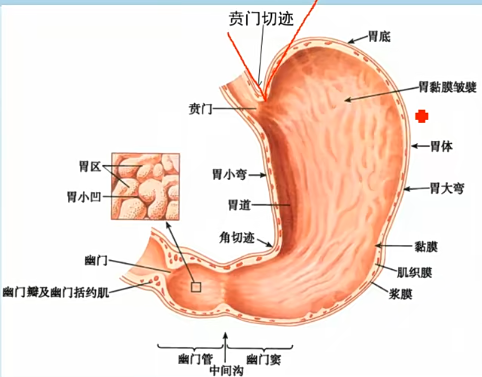 贲门切迹
胃底
胃黏膜皱襞
贲门
胃体
胃区
胃小弯
胃大弯
胃小凹
胃道
角切迹
黏膜
幽门
肌织膜
幽门瓣及幽门括约肌
浆膜
幽门管
幽门窦
中间沟